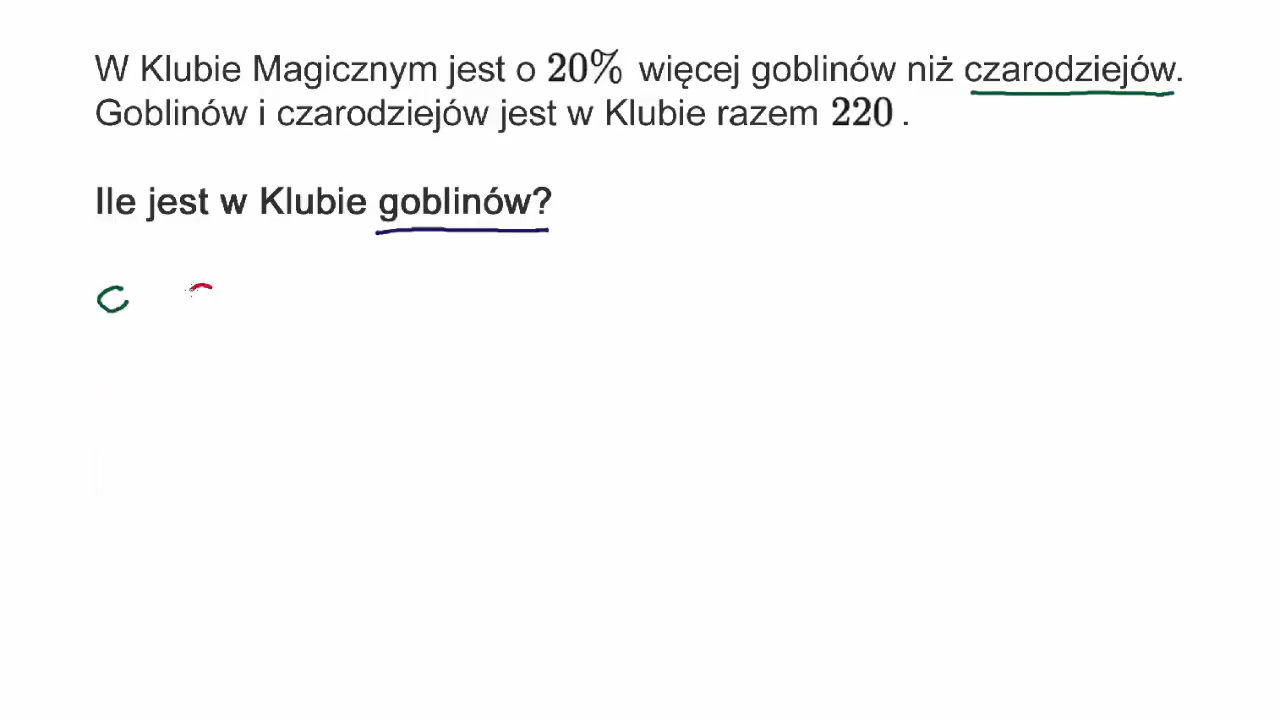 W Klubie Magicznym jest o 20% więcej goblinów niż czarodziejów.
Goblinów i czarodziejów jest w Klubie razem 220 .
Ile jest w Klubie goblinów?
C